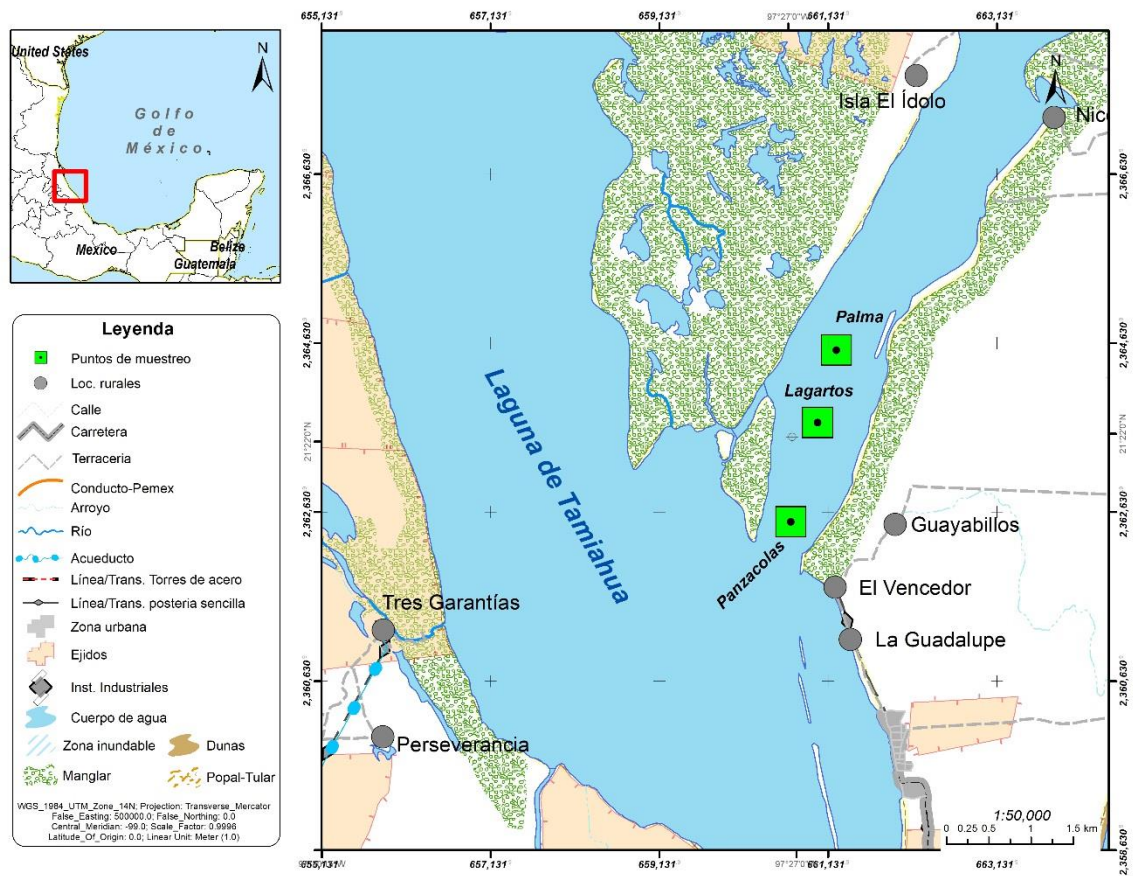 United States
N
Golfo
de
México
Mexico
Belize
Guatemala
Leyenda
Puntos de muestreo
Loc. rurales
Calle
Carretera
Terraceria
Conducto-Pemex
Arroyo
Río
Acueducto
Línea/Trans. Torres de acero
Línea/Trans. posteria sencilla
Zona urbana
Ejidos
Inst. Industriales
Cuerpo de agua
Zona inundable
Dunas
Manglar
Popal-Tular
WGS_1984_UTM_Zone_14N; Projection: Transverse_Mercator
False_Easting: 500000.0; False_Northing: 0.0
Central_Meridian: -99.0; Scale_Factor: 0.9996
Latitude_Of_Origin: 0.0; Linear Unit: Meter (1.0)
655,131
657,131
659,131
97°27'0"W
661,131
663,131
Isla El Ídolo
N
Nico
2,366,630
2,366,630
Palma
2,364,630
2,364,630
Lagartos
Laguna de Tamiahua
21°22'0"N
21°22'0"N
2,362,630
2,362,630
Guayabillos
Panzacolas
El Vencedor
Tres Garantías
La Guadalupe
2,360,630
2,360,630
Perseverancia
1:50,000
0 0.25 0.5 1 1.5 km
2,358,630
655,131
657,131
659,131
97°27'0"W
661,131
663,131